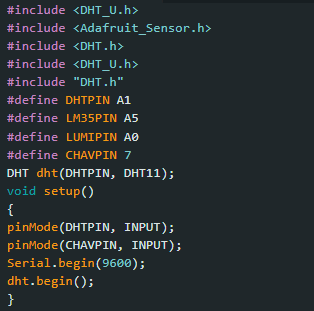 #include <DHT_U.h>
#include <Adafruit_Sensor.h>
#include <DHT.h>
#include <DHT_U.h>
#include "DHT.h"
#define DHTPIN A1
#define LM35PIN A5
#define LUMIPIN A0
#define CHAVPIN 7
DHT dht(DHTPIN, DHT11);
void setup()
{
pinMode(DHTPIN, INPUT);
pinMode(CHAVPIN, INPUT);
Serial.begin(9600);
dht.begin();
}